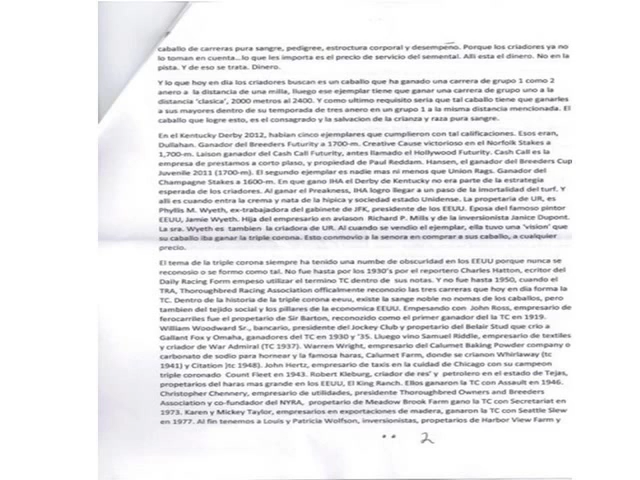 caballo de carreras pura sangre, pedigree, estroctura corporal y desempeño. Porque los criadores ya no
lo toman en cuenta...lo que les importa es el precio de servicio del semental. Alli esta el dinero. No en la
pista. Y de eso se trata. Dinero.
Y lo que hoy en dia los criadores buscan es un caballo que ha ganado una carrera de grupo 1 como 2
anero a la distancia de una milla, lluego ese ejemplar tiene que ganar una carrera de grupo uno a la
distancia 'clasica', 2000 metros al 2400. Y como ultimo requisito seria que tal caballo tiene que ganarles
a sus mayores dentro de su temporada de tres anero en un grupo 1 a la misma distancia mencionada. El
caballo que logre esto, es el consagrado y la salvacion de la crianza y raza pura sangre.
En el Kentucky Derby 2012, habian cinco ejemplares que cumplieron con tal calificaciones. Esos eran,
Dullahan. Ganador del Breeders Futurity a 1700-m. Creative Cause victorioso en el Norfolk Stakes a
1,700-m. Laison ganador del Cash Call Futurity, antes llamado el Hollywood Futurity. Cash Call es la
empresa de prestamos a corto plaso, y propiedad de Paul Reddam. Hansen, el ganador del Breeders Cup
Juvenile 2011 (1700-m). El segundo ejemplar es nadie mas ni menos que Union Rags. Ganador del
Champagne Stakes a 1600-m. En que gano IHA el Derby de Kentucky no era parte de la estrategia
esperada de los criadores. Al ganar el Preakness, IHA logro llegar a un paso de la imortalidad del turf. Y
alli es cuando entra la crema y nata de la hipica y sociedad estado Unidense. La propetaria de UR, es
Phyllis M. Wyeth, ex-trabajadora del gabinete de JFK, presidente de los EEUU. Eposa del famoso pintor
EEUU, Jamie Wyeth. Hija del empresario en aviason Richard P. Mills y de la inversionista Janice Dupont.
La sra. Wyeth es tambien la criadora de UR. Al cuando se vendio el ejemplar, ella tuvo una 'vision' que
su caballo iba ganar la triple corona. Esto conmovio a la senora en comprar a sus caballo, a cualquier
precio.
El tema de la triple corona siempre ha tenido una numbe de obscuridad en los EEUU porque nunca se
reconosio o se formo como tal. No fue hasta por los 1930's por el reportero Charles Hatton, ecritor del
Daily Racing Form empeso utilizar el termino TC dentro de sus notas. Y no fue hasta 1950, cuando el
TRA, Thoroughbred Racing Association officalmente reconozio las tres carreras que hoy en dia forma la
TC. Dentro de la historia de la triple corona eeuu, existe la sange noble no nomas de los caballos, pero
tambien del tejido social y los pillares de la economica EEUU. Empesando con John Ross, empresario de
ferocarriles fue el propetario de Sir Barton, reconozido como el primer ganador del la TC en 1919.
William Woodward Sr., bancario, presidente del Jockey Club y propetario del Belair Stud que crio a
Gallant Fox y Omaha, ganadores del TC en 1930 y '35. Lluego vino Samuel Riddle, empresario de textiles
y criador de War Admiral (TC 1937). Warren Wright, empresario del Calumet Baking Powder company o
carbonato de sodio para hornear y la famosa haras, Calumet Farm, donde se crianon Whirlaway (tc
1941) y Citation )tc 1948). John Hertz, empresario de taxis en la cuidad de Chicago con su campeon
triple coronado Count Fleet en 1943. Robert Kleburg, criador de res' y petrolero en el estado de Tejas,
propetarios del haras mas grande en los EEUU, El King Ranch. Ellos ganaron la TC con Assault en 1946.
Christopher Chennery, empresario de utilidades, presidente Thoroughbred Owners and Breeders
Association y co-fundador del NYRA, propetario de Meadow Brook Farm gano la TC con Secretariat en
1973. Karen y Mickey Taylor, empresarios en exportaciones de madera, ganaron la TC con Seattle Slew
en 1977. Al fin tenemos a Louis y Patricia Wolfson, inversionistas, propetarios de Harbor View Farm y
2